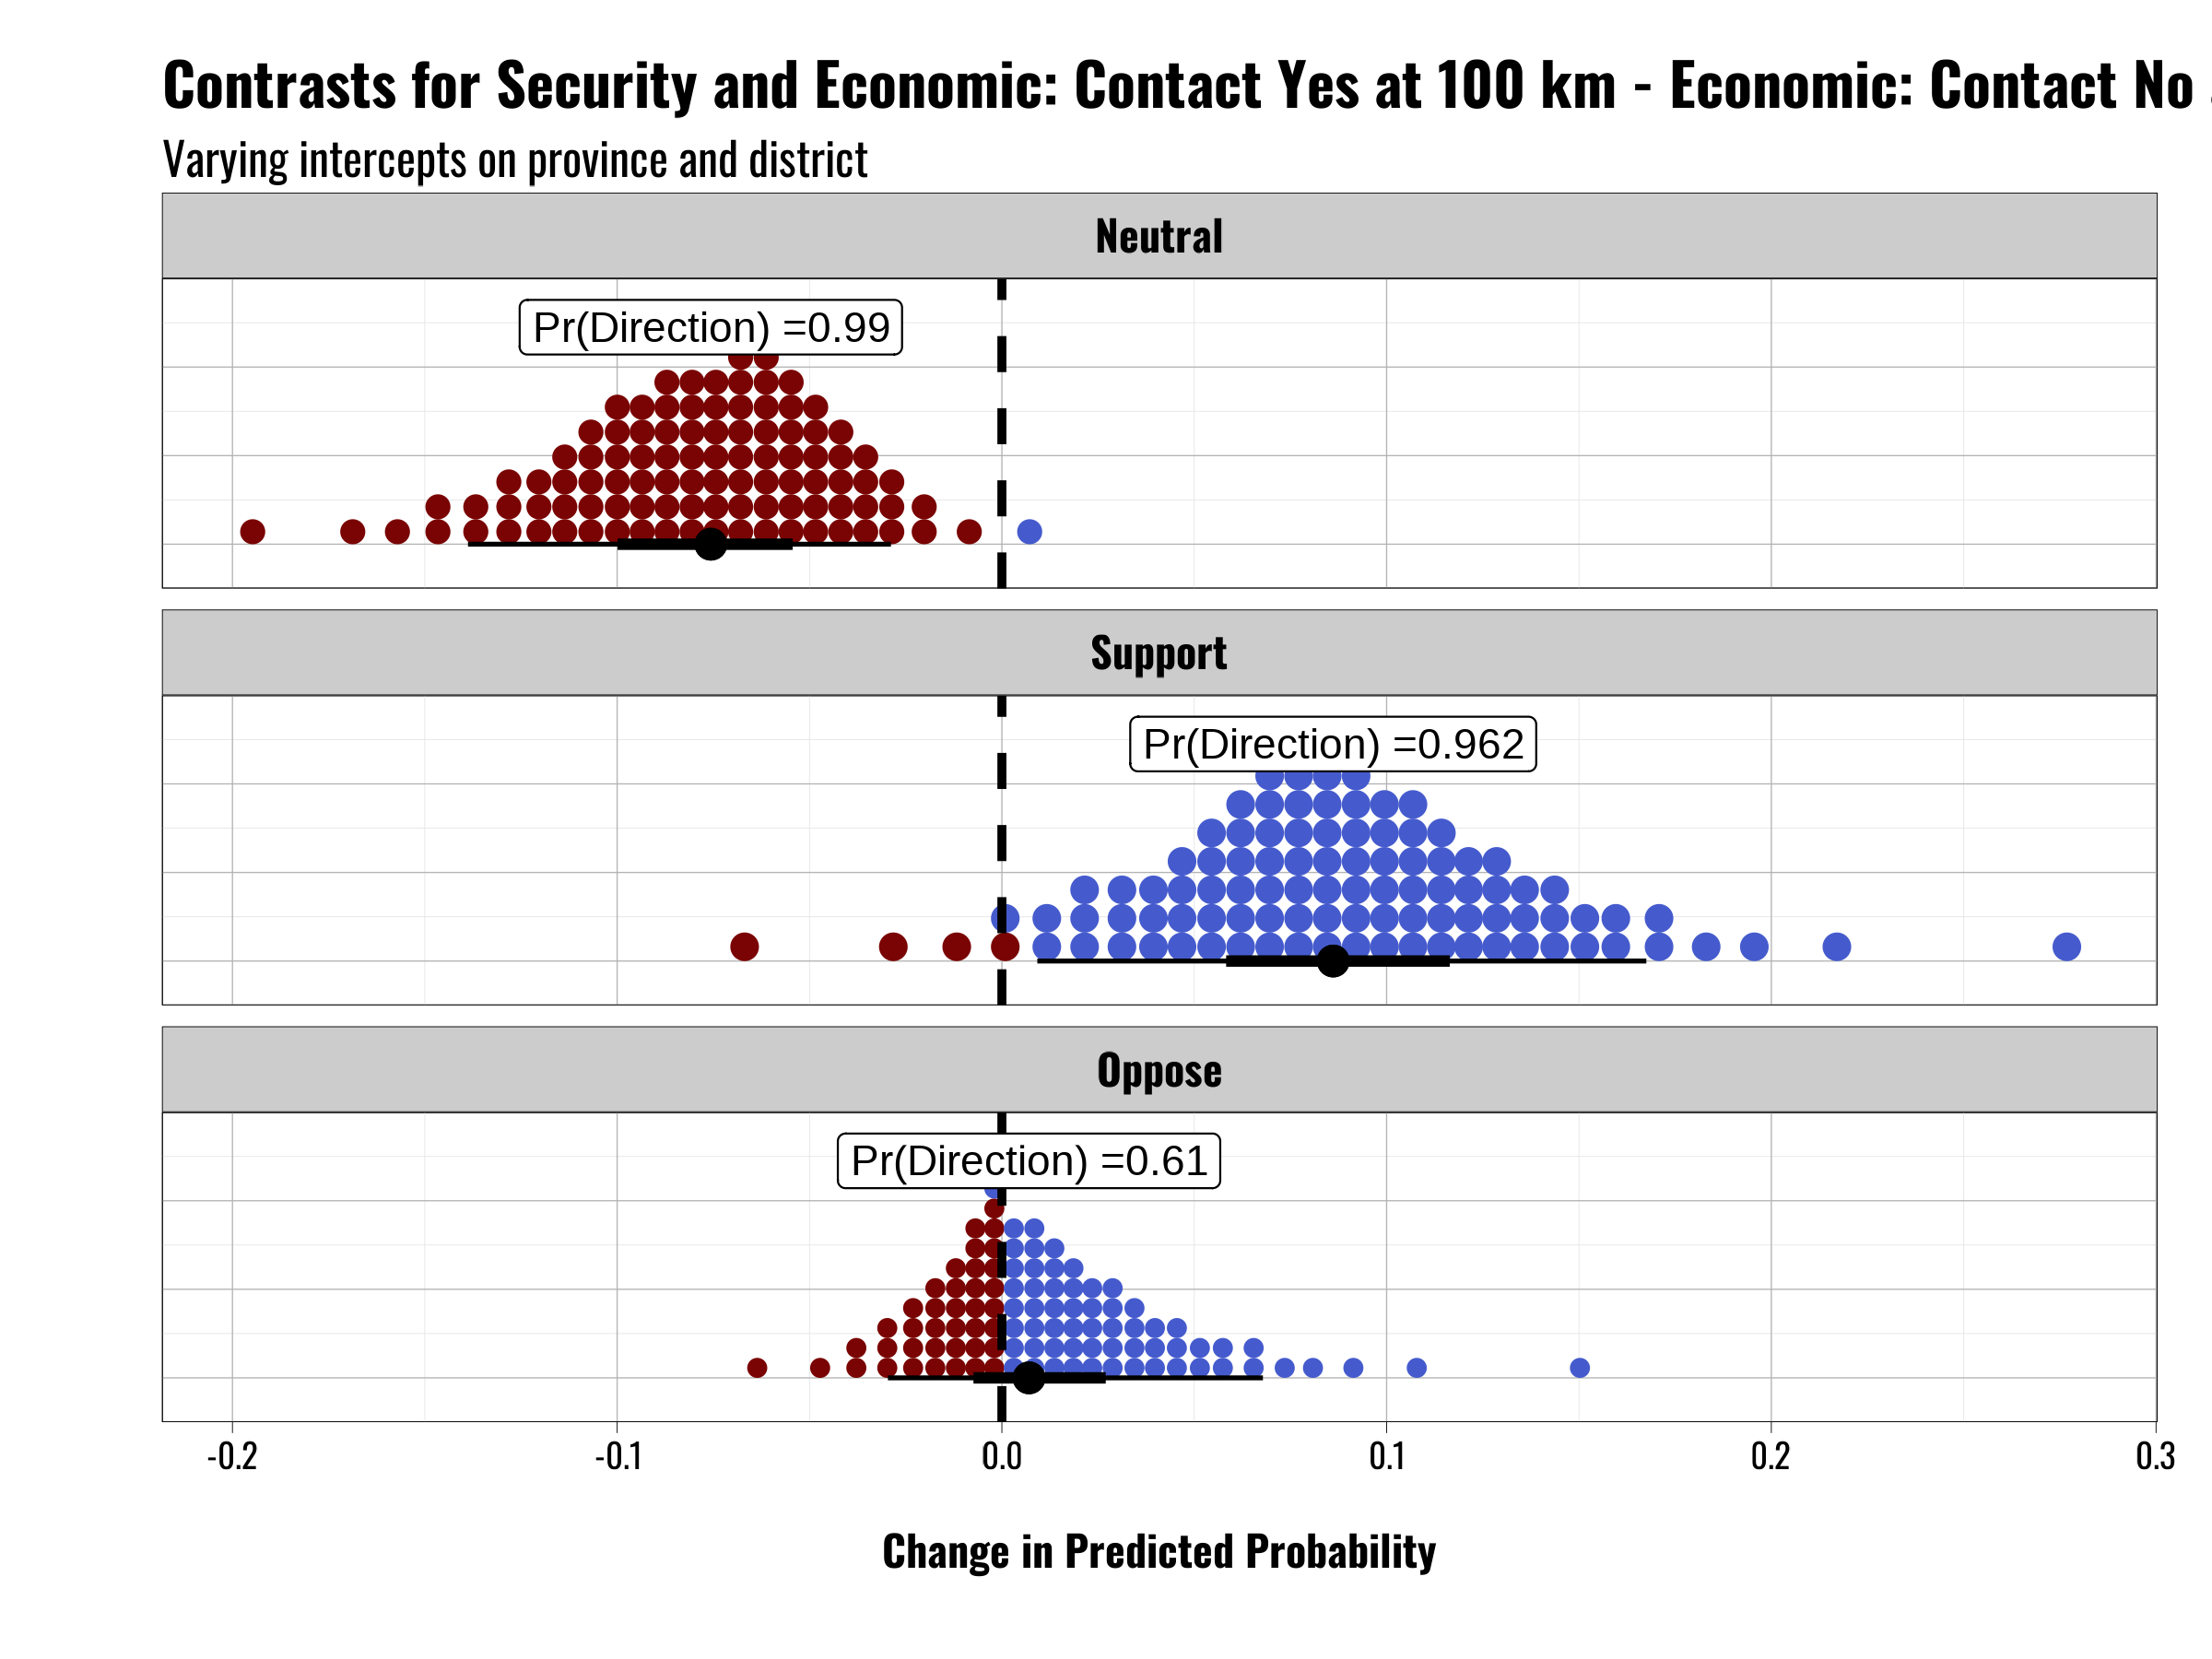 Contrasts for Security and Economic: Contact Yes at 100 km - Economic: Contact No
Varying intercepts on province and district
Neutral
Pr(Direction) =0.99
Support
Pr(Direction) =0.962
Oppose
Pr(Direction) =0.61
-0.2 -0.1 0.0 0.1 0.2 0.3
Change in Predicted Probability